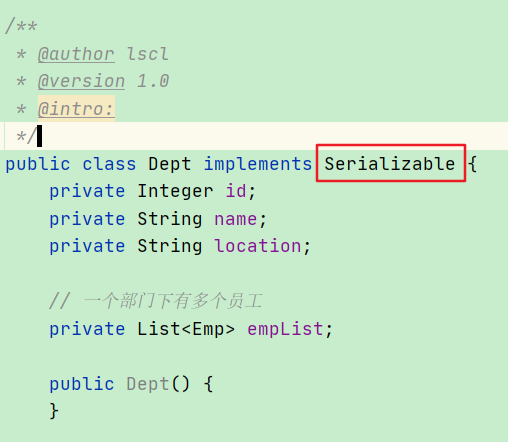 /**
 * @author lscl
 * @version 1.0
 * @intro:
 */
public class Dept implements Serializable {
    private Integer id;
    private String name;
    private String location;

    // 一个部门下有多个员工
    private List<Emp> empList;

    public Dept() {
    }